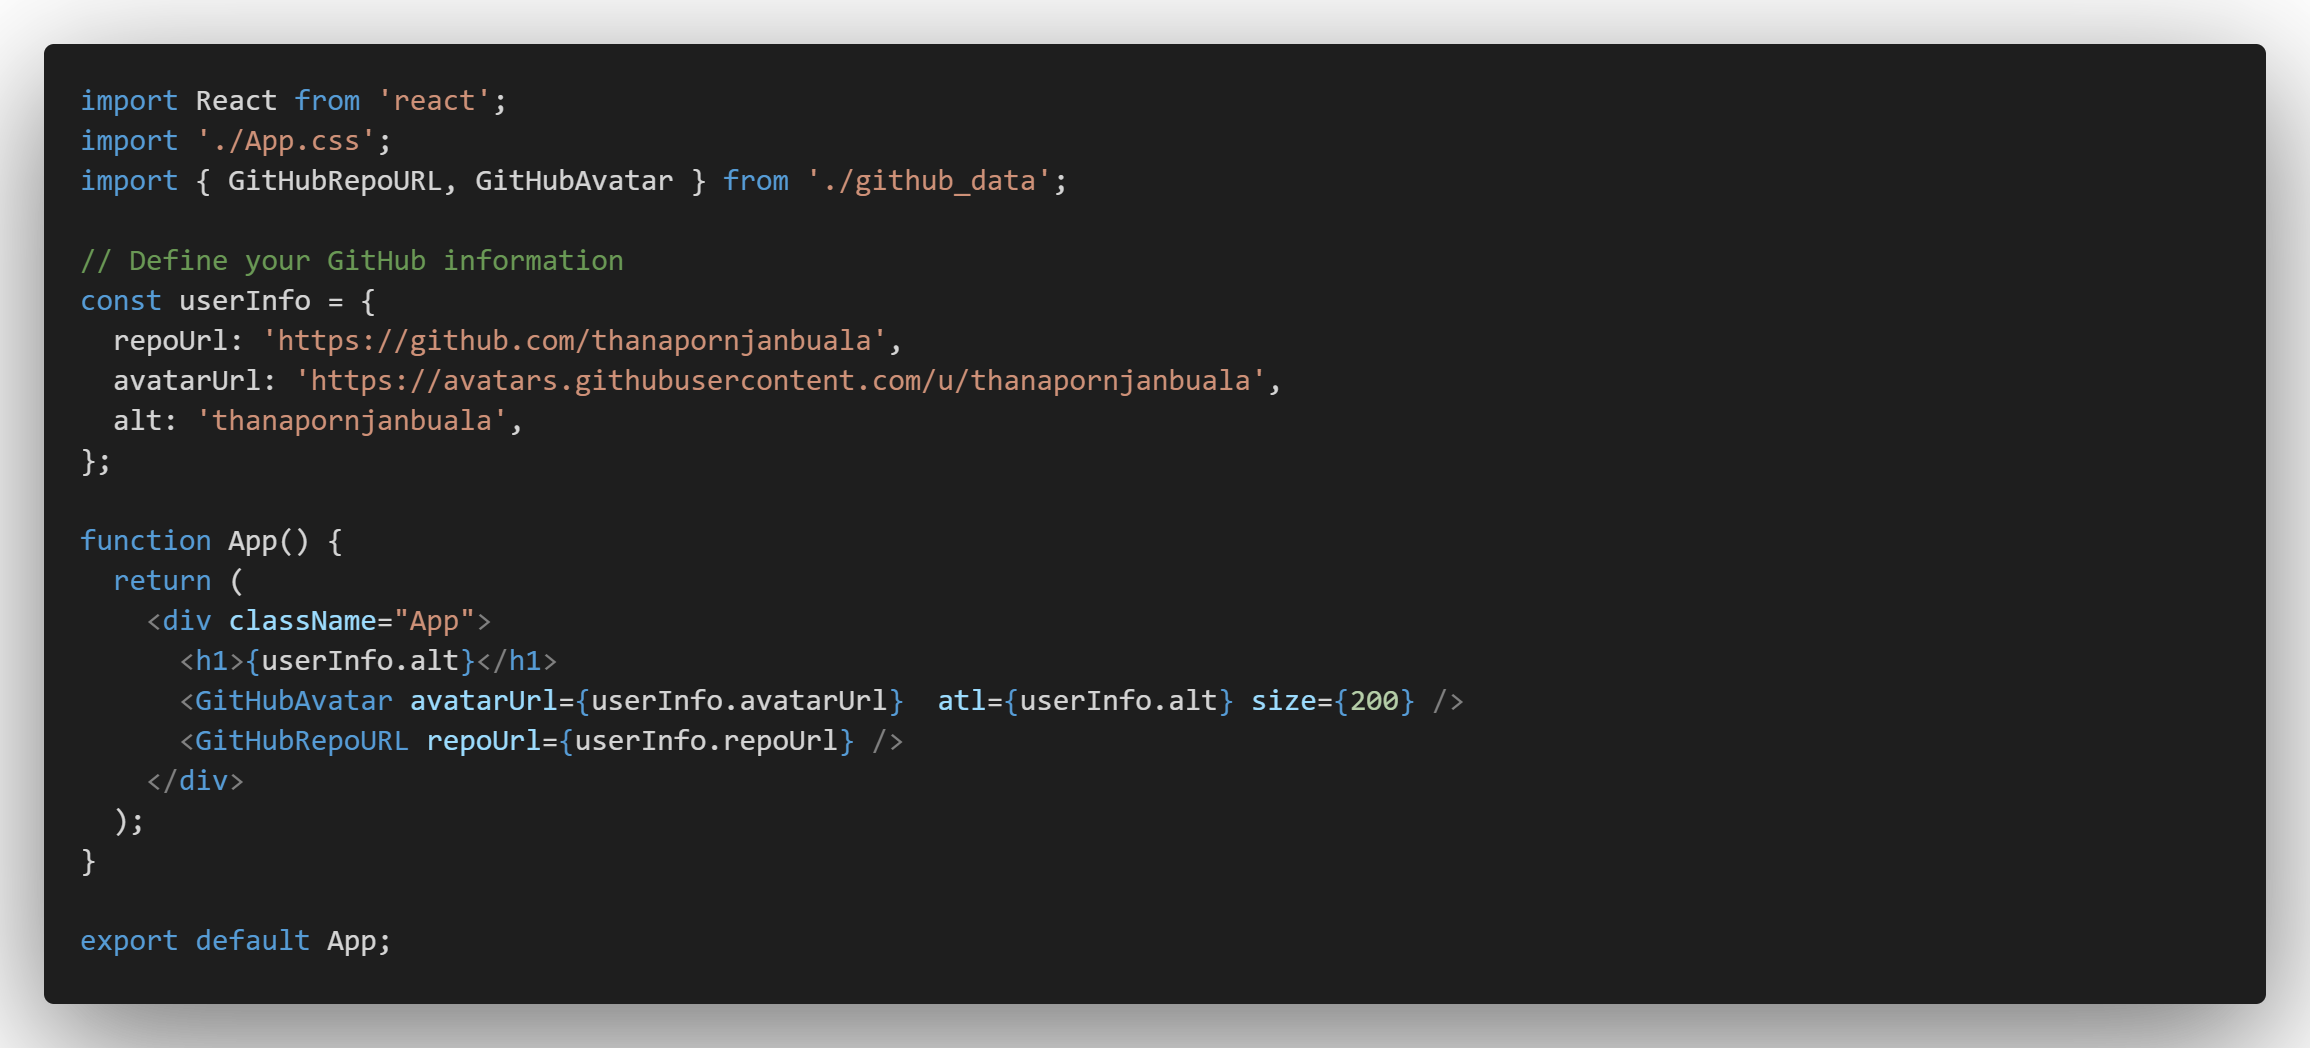 import React from 'react';
import './App.css';
import { GitHubRepoURL, GitHubAvatar } from './github_data';

// Define your GitHub information
const userInfo = {
  repoUrl: 'https://github.com/thanapornjanbuala',
  avatarUrl: 'https://avatars.githubusercontent.com/u/thanapornjanbuala',
  alt: 'thanapornjanbuala',
};

function App() {
  return (
    <div className="App">
      <h1>{userInfo.alt}</h1>
      <GitHubAvatar avatarUrl={userInfo.avatarUrl}  atl={userInfo.alt} size={200} />
      <GitHubRepoURL repoUrl={userInfo.repoUrl} />
    </div>
  );
}

export default App;